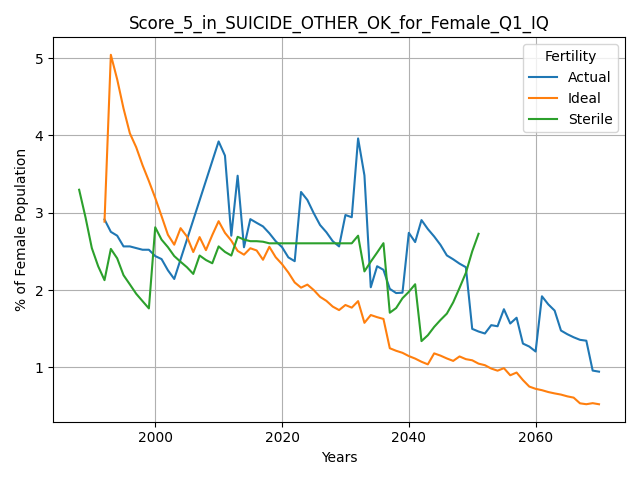 Score_5_in_SUICIDE_OTHER_OK_for_Female_Q1_IQ
% of Female Population
5
4
3
2
1
Fertility
Actual
Ideal
Sterile
2000
2020
2040
2060
Years